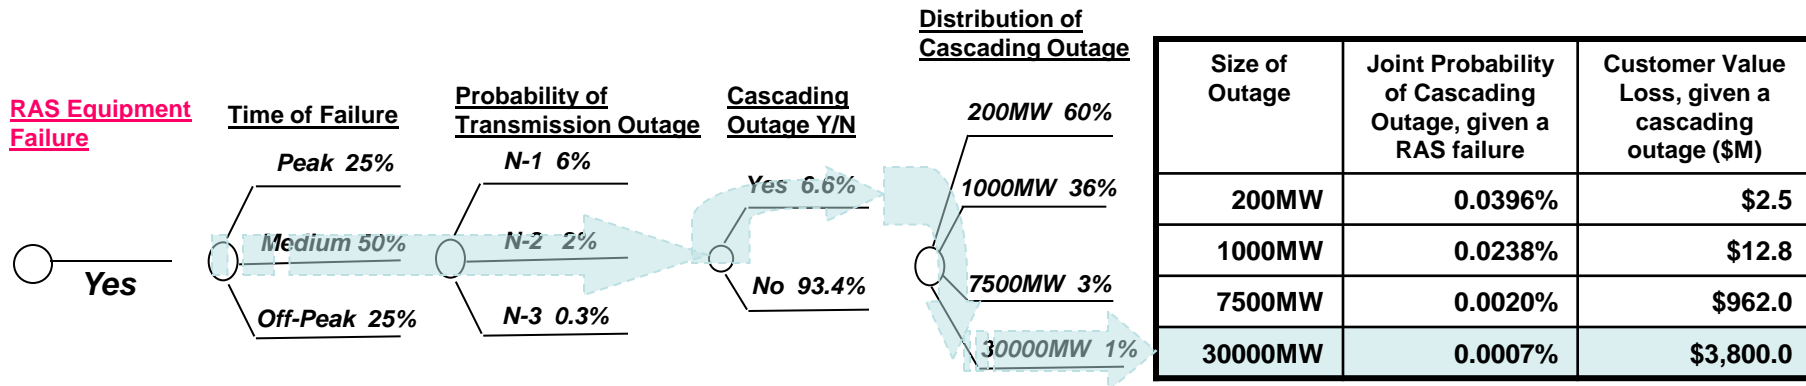 RAS Equipment
Failure
Yes
Time of Failure
Peak 25%
Medium 50%
Off-Peak 25%
Probability of
Transmission Outage
N-1 6%
N-2 2%
N-3 0.3%
Cascading
Outage Y/N
Yes 6.6%
No 93.4%
Distribution of
Cascading Outage
200MW 60%
1000MW 36%
7500MW 3%
30000MW 1%
Size of
Outage
Joint Probability
of Cascading
Outage, given a
RAS failure
Customer Value
Loss, given a
cascading
outage ($M)
200MW 0.0396% $2.5
1000MW 0.0238% $12.8
7500MW 0.0020% $962.0
30000MW 0.0007% $3,800.0